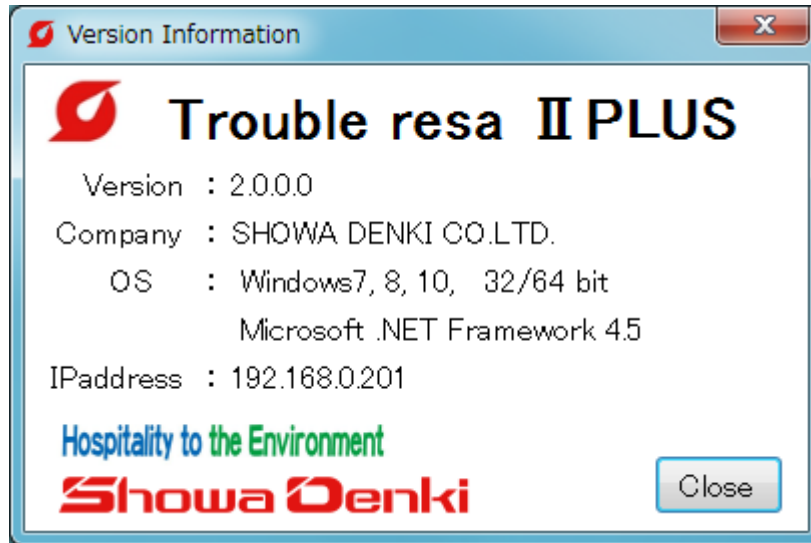 Version Information
Trouble resa Ⅱ PLUS
Version : 2.0.0.0
Company : SHOWA DENKI CO.LTD.
OS : Windows7, 8, 10, 32/64 bit
Microsoft .NET Framework 4.5
IPaddress : 192.168.0.201
Hospitality to the Environment
Showa Denki
Close